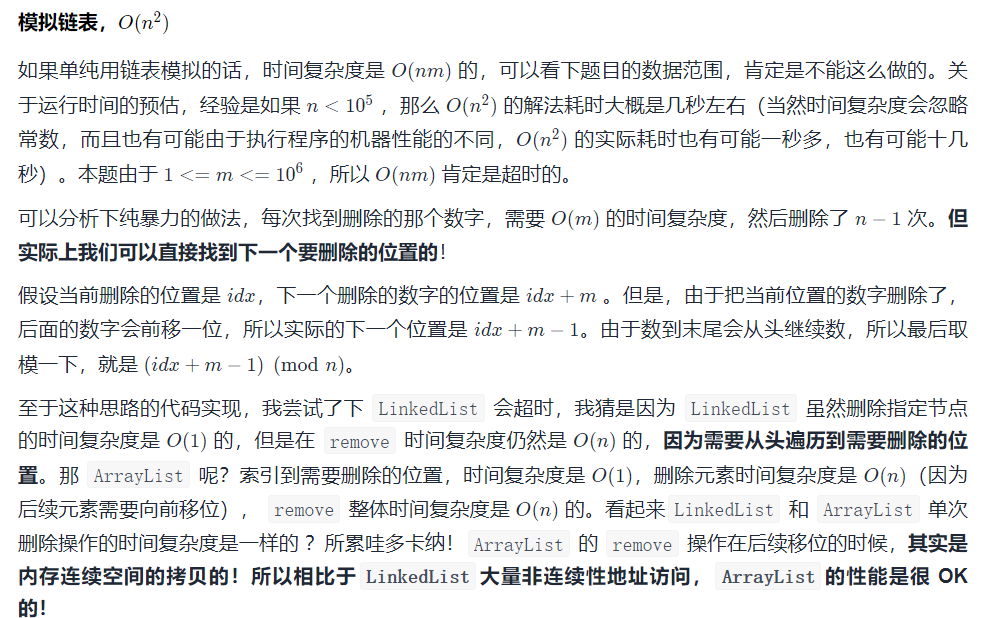 模拟链表，O(n²)
如果单纯用链表模拟的话，时间复杂度是 O(nm) 的，可以看下题目的数据范围，肯定是不能这么做的。关
于运行时间的预估，经验是如果 n < 10⁵ ，那么 O(n²) 的解法耗时大概是几秒左右（当然时间复杂度会忽略
常数，而且也有可能由于执行程序的机器性能的不同，O(n²) 的实际耗时也有可能一秒多，也有可能十几
秒）。本题由于 1 <= m <= 10⁶ ，所以 O(nm) 肯定是超时的。
可以分析下纯暴力的做法，每次找到删除的那个数字，需要 O(m) 的时间复杂度，然后删除了 n − 1 次。但
实际上我们可以直接找到下一个要删除的位置的！
假设当前删除的位置是 idx，下一个删除的数字的位置是 idx + m 。但是，由于把当前位置的数字删除了，
后面的数字会前移一位，所以实际的下一个位置是 idx + m − 1。由于数到末尾会从头继续数，所以最后取
模一下，就是 (idx + m − 1) (mod n)。
至于这种思路的代码实现，我尝试了下 LinkedList 会超时，我猜是因为 LinkedList 虽然删除指定节点
的时间复杂度是 O(1) 的，但是在 remove 时间复杂度仍然是 O(n) 的，因为需要从头遍历到需要删除的位
置。那 ArrayList 呢？索引到需要删除的位置，时间复杂度是 O(1)，删除元素时间复杂度是 O(n)（因为
后续元素需要向前移位）， remove 整体时间复杂度是 O(n) 的。看起来 LinkedList 和 ArrayList 单次
删除操作的时间复杂度是一样的 ？所累哇多卡纳！ ArrayList 的 remove 操作在后续移位的时候，其实是
内存连续空间的拷贝的！所以相比于 LinkedList 大量非连续性地址访问， ArrayList 的性能是很 OK
的！